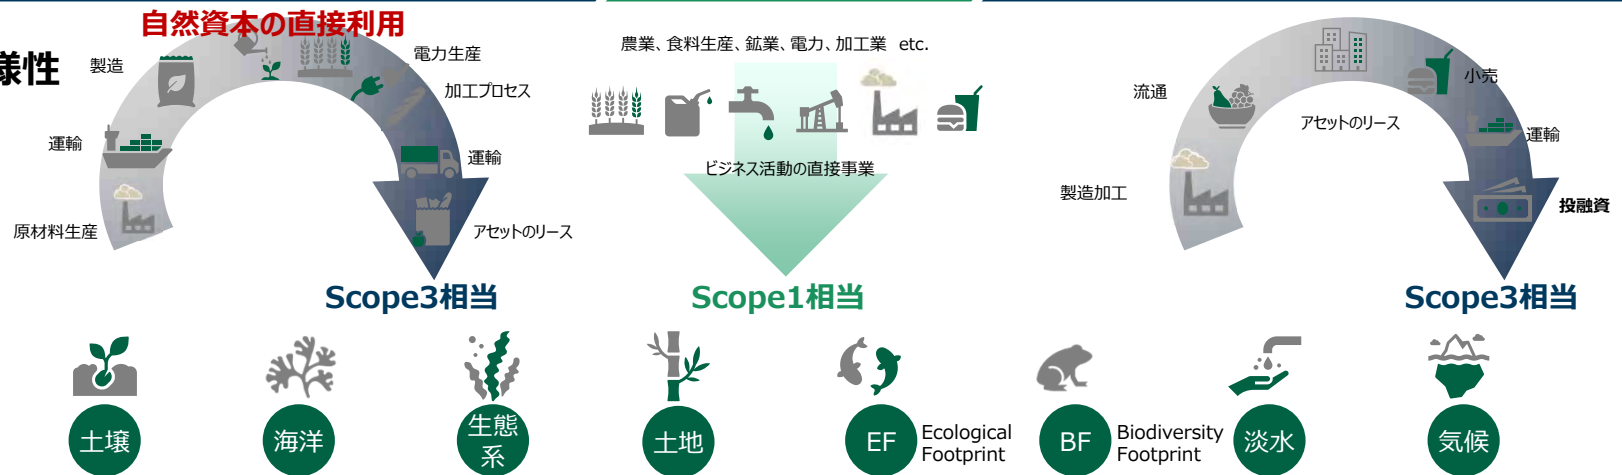 自然資本の直接利用
様性
製造
電力生産
加工プロセス
運輸
運輸
原材料生産
アセットのリース
Scope3相当
農業、食料生産、鉱業、電力、加工業 etc.
ビジネス活動の直接事業
Scope1相当
小売
流通
アセットのリース
運輸
製造加工
投融資
Scope3相当
土壌
海洋
生態
系
土地
EF
Ecological
Footprint
BF
Biodiversity
Footprint
淡水
気候